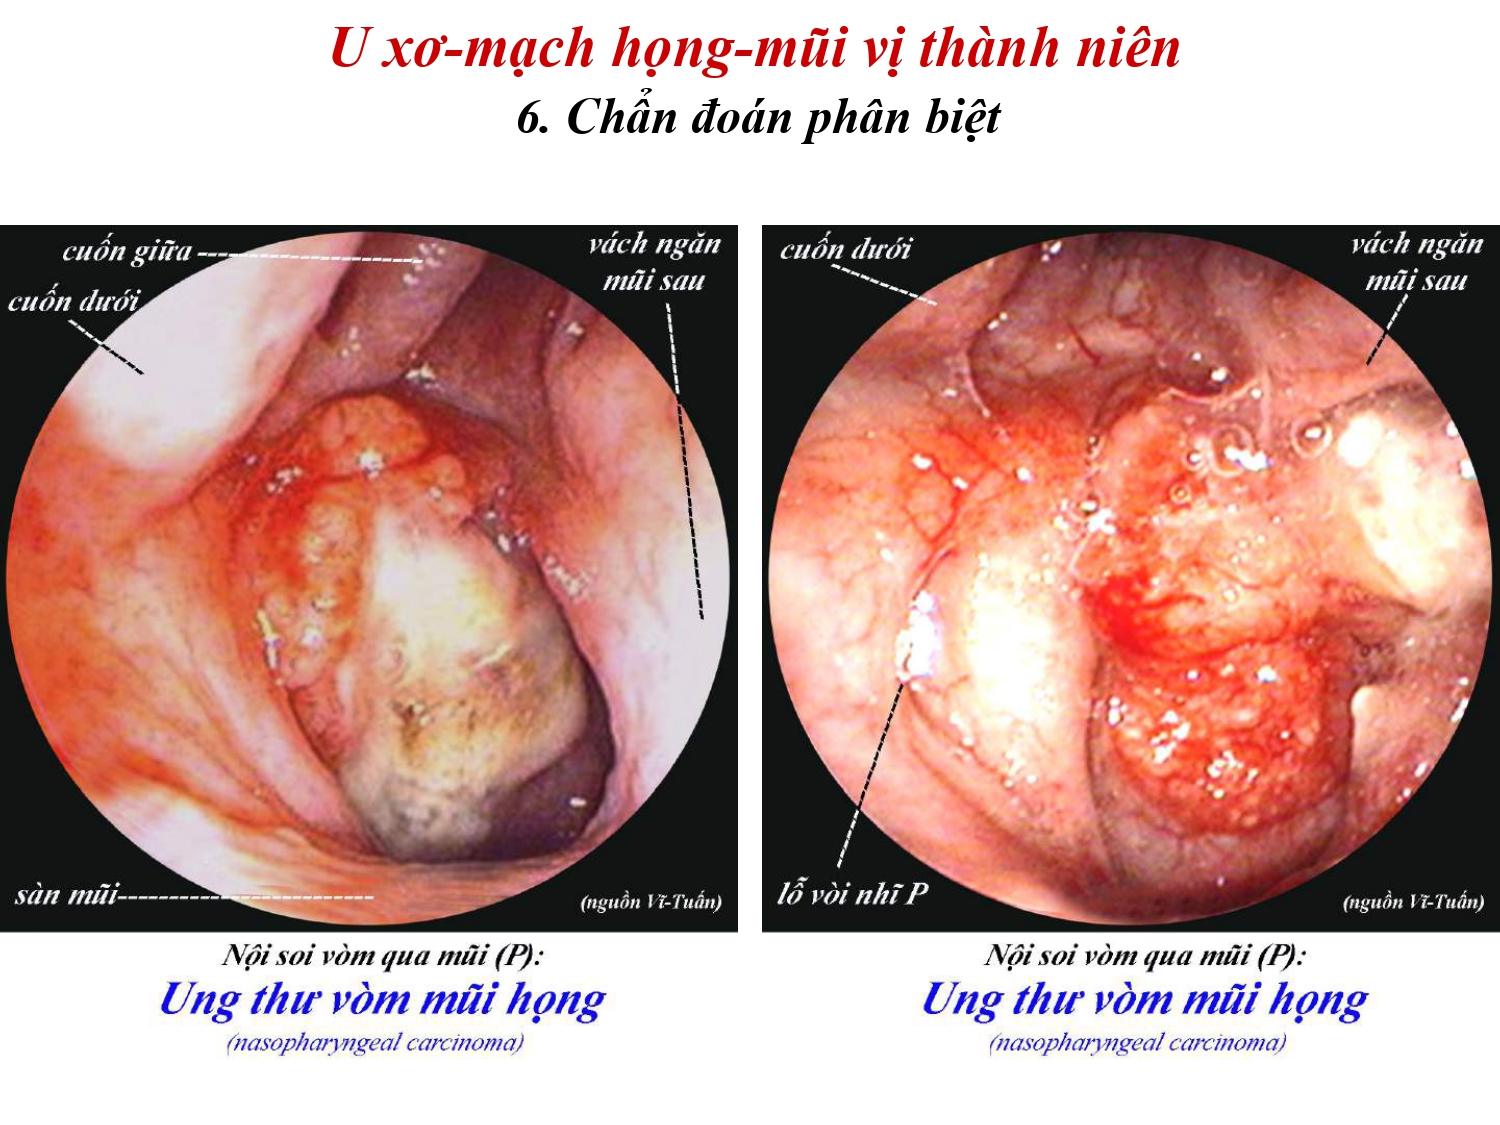 U xơ-mạch họng-mũi vị thành niên
6. Chẩn đoán phân biệt
cuốn giữa
cuốn dưới
vách ngăn
mũi sau
sàn mũi
(nguồn Vĩ-Tuấn)
Nội soi vòm qua mũi (P):
Ung thư vòm mũi họng
(nasopharyngeal carcinoma)
cuốn dưới
vách ngăn
mũi sau
lỗ vòi nhĩ P
(nguồn Vĩ-Tuấn)
Nội soi vòm qua mũi (P):
Ung thư vòm mũi họng
(nasopharyngeal carcinoma)